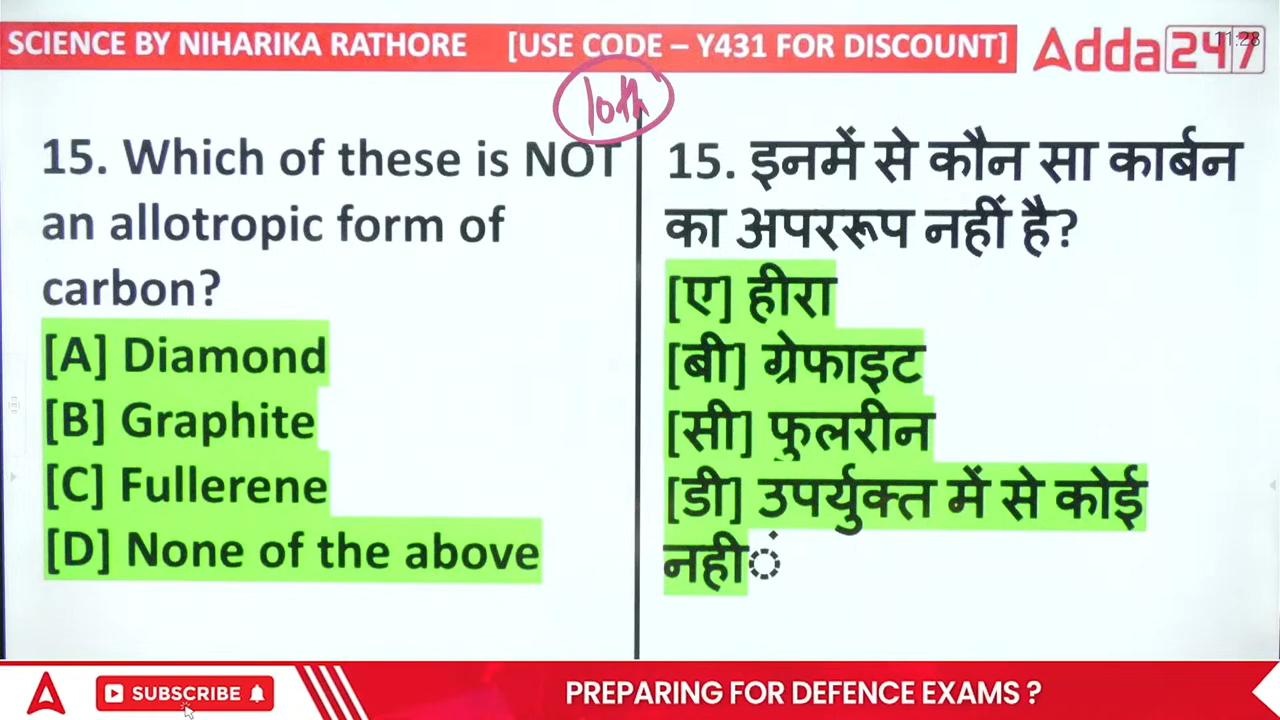 SCIENCE BY NIHARIKA RATHORE [USE CODE – Y431 FOR DISCOUNT]
Adda247
11:28
10th
15. Which of these is NOT
an allotropic form of
carbon?
[A] Diamond
[B] Graphite
[C] Fullerene
[D] None of the above
15. इनमें से कौन सा कार्बन
का अपररूप नहीं है?
[ए] हीरा
[बी] ग्रेफाइट
[सी] फुलरीन
[डी] उपर्युक्त में से कोई
नहीं
SUBSCRIBE
PREPARING FOR DEFENCE EXAMS ?